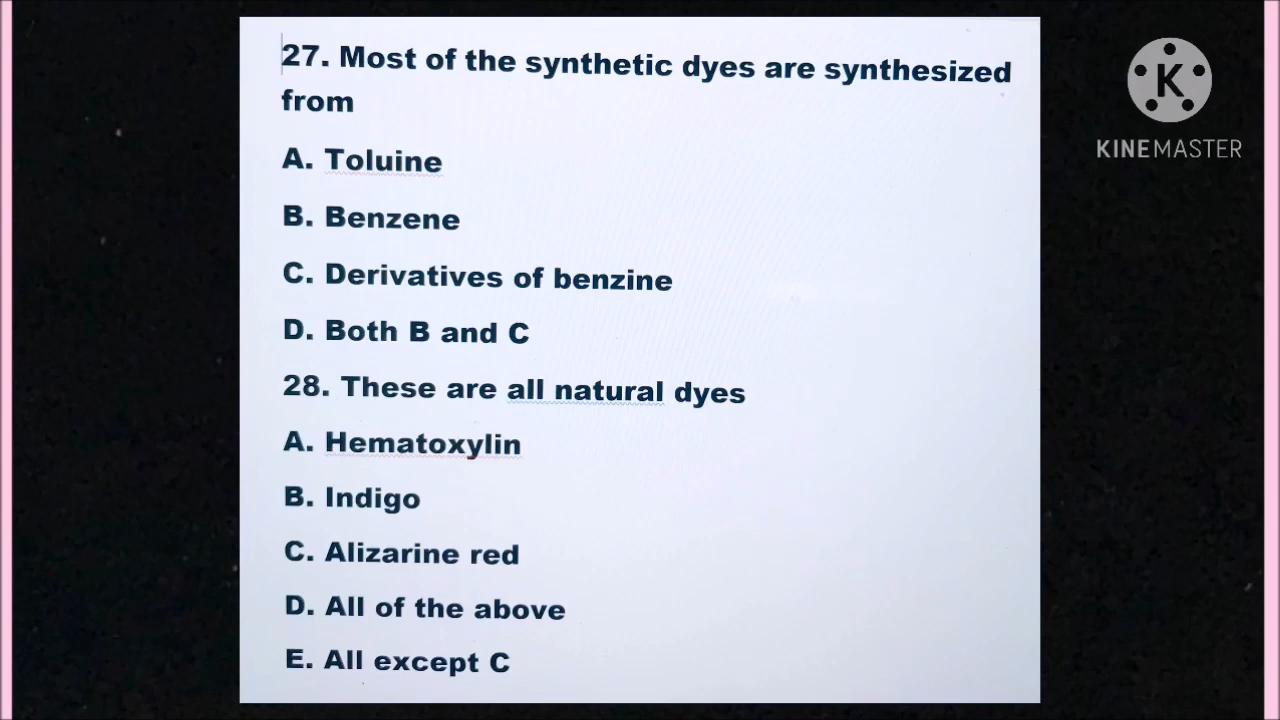 27. Most of the synthetic dyes are synthesized
from
A. Toluine
B. Benzene
C. Derivatives of benzine
D. Both B and C
28. These are all natural dyes
A. Hematoxylin
B. Indigo
C. Alizarine red
D. All of the above
E. All except C
K
KINEMASTER